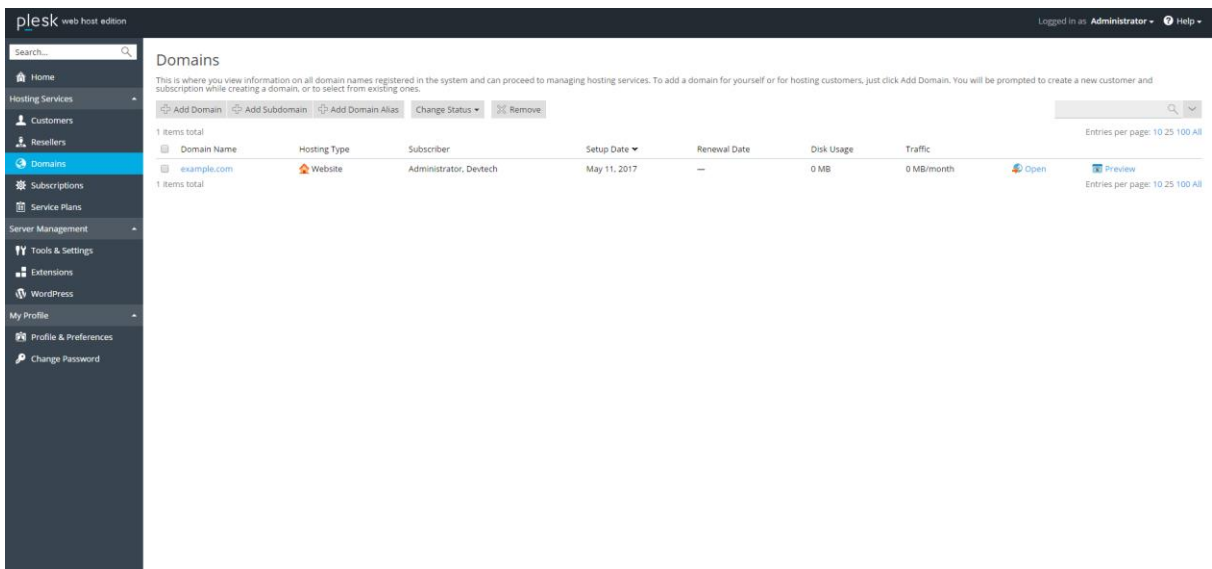 plesk web host edition
Logged in as Administrator Help
Search...
Home
Hosting Services
Customers
Resellers
Domains
Subscriptions
Service Plans
Server Management
Tools & Settings
Extensions
WordPress
My Profile
Profile & Preferences
Change Password
Domains
This is where you view information on all domain names registered in the system and can proceed to managing hosting services. To add a domain for yourself or for hosting customers, just click Add Domain. You will be prompted to create a new customer and
subscription while creating a domain, or to select from existing ones.
Add Domain Add Subdomain Add Domain Alias Change Status Remove
1 items total Entries per page: 10 25 100 All
Domain Name Hosting Type Subscriber Setup Date Renewal Date Disk Usage Traffic
example.com Website Administrator, Devtech May 11, 2017 — 0 MB 0 MB/month Open Preview
1 items total Entries per page: 10 25 100 All